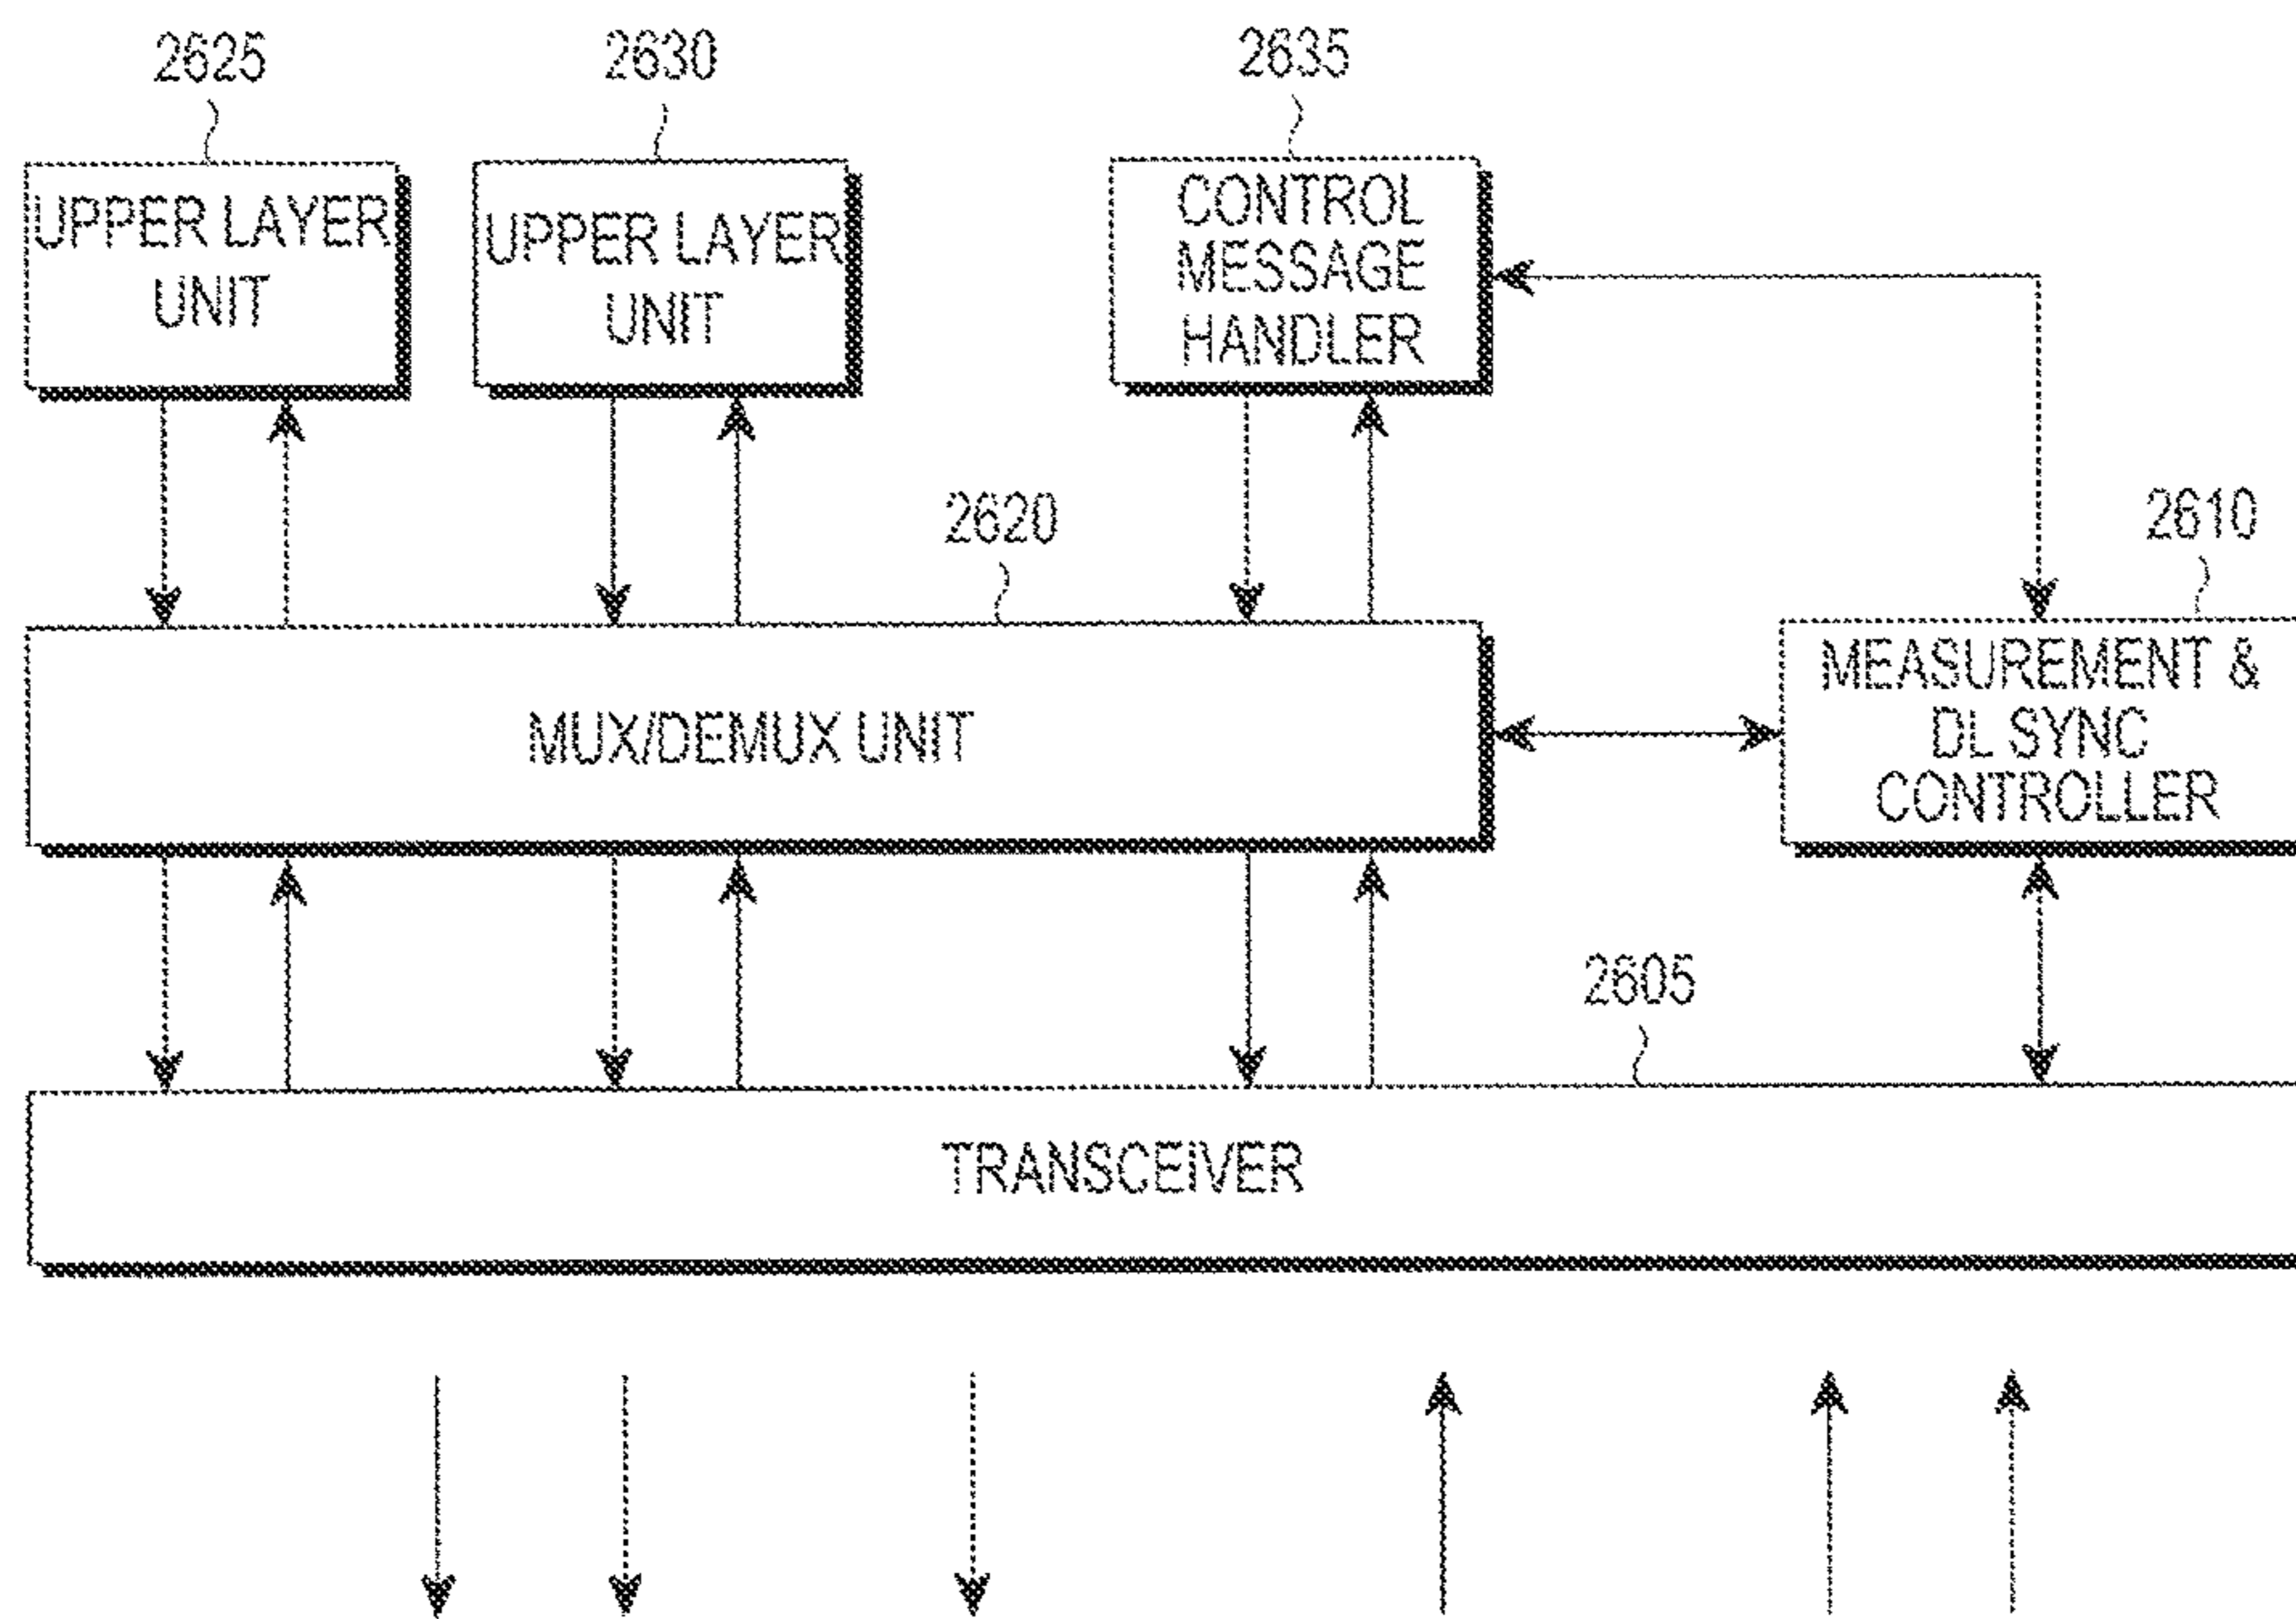 2625
2630
2635
UPPER LAYER
UNIT
UPPER LAYER
UNIT
CONTROL
MESSAGE
HANDLER
2620
2610
MUX/DEMUX UNIT
MEASUREMENT &
DL SYNC
CONTROLLER
2605
TRANSCEIVER